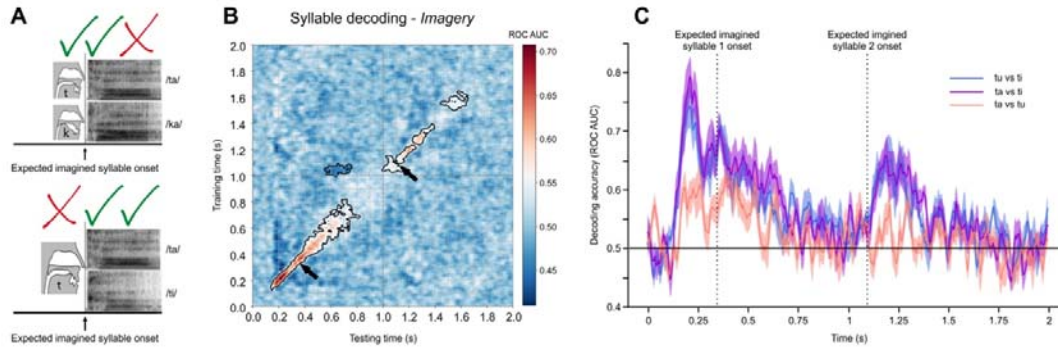 A
/ta/
t
/ka/
k
Expected imagined syllable onset
/ta/
t
/ti/
Expected imagined syllable onset
B
Syllable decoding - Imagery
ROC AUC
2.0
1.8
1.6
1.4
1.2
1.0
0.8
0.6
0.4
0.2
0.0
Training time (s)
0.0 0.2 0.4 0.6 0.8 1.0 1.2 1.4 1.6 1.8 2.0
Testing time (s)
0.70
0.65
0.60
0.55
0.50
0.45
C
Expected imagined
syllable 1 onset
Expected imgined
syllable 2 onset
tu vs ti
ta vs ti
ta vs tu
0.8
0.7
0.6
0.5
0.4
Decoding accuracy (ROC AUC)
0 0.25 0.5 0.75 1 1.25 1.5 1.75 2
Time (s)